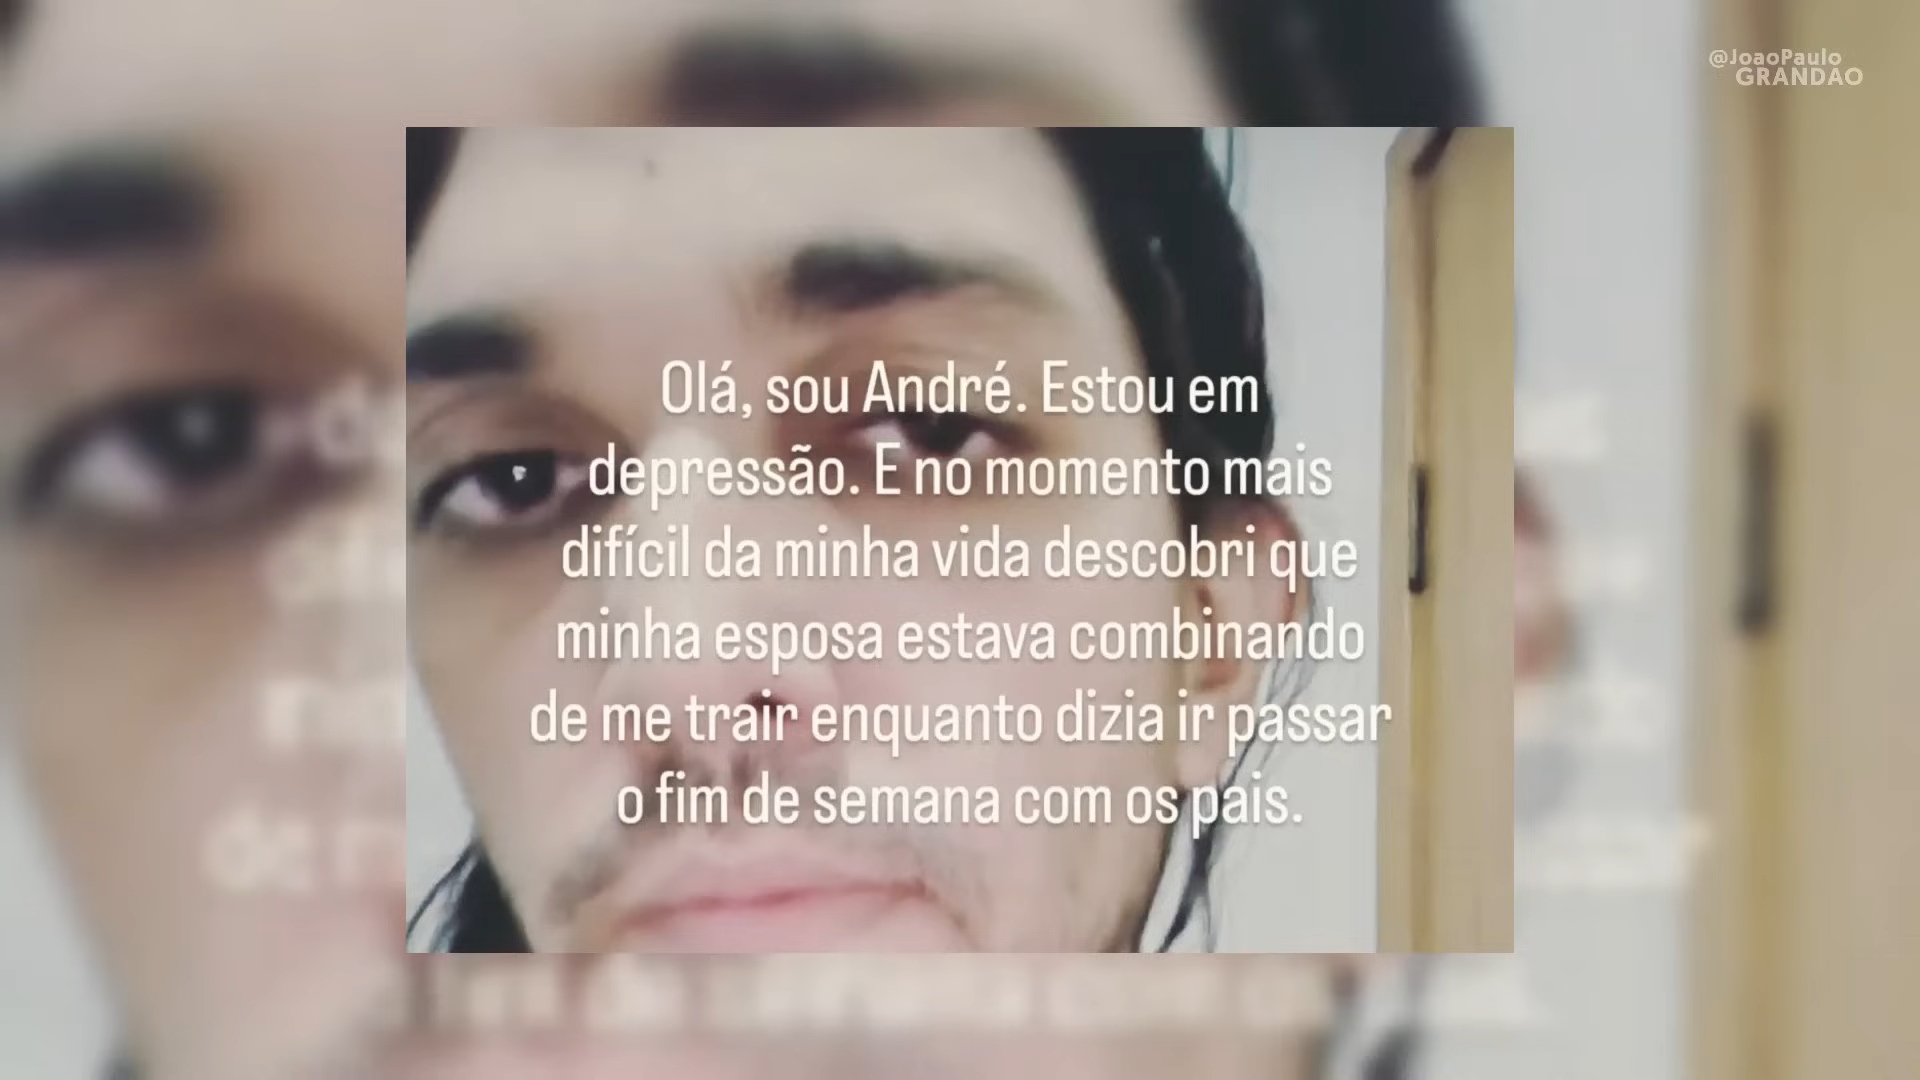 @JoaoPaulo
GRANDAO
Olá, sou André. Estou em
depressão. E no momento mais
difícil da minha vida descobri que
minha esposa estava combinando
de me trair enquanto dizia ir passar
o fim de semana com os pais.